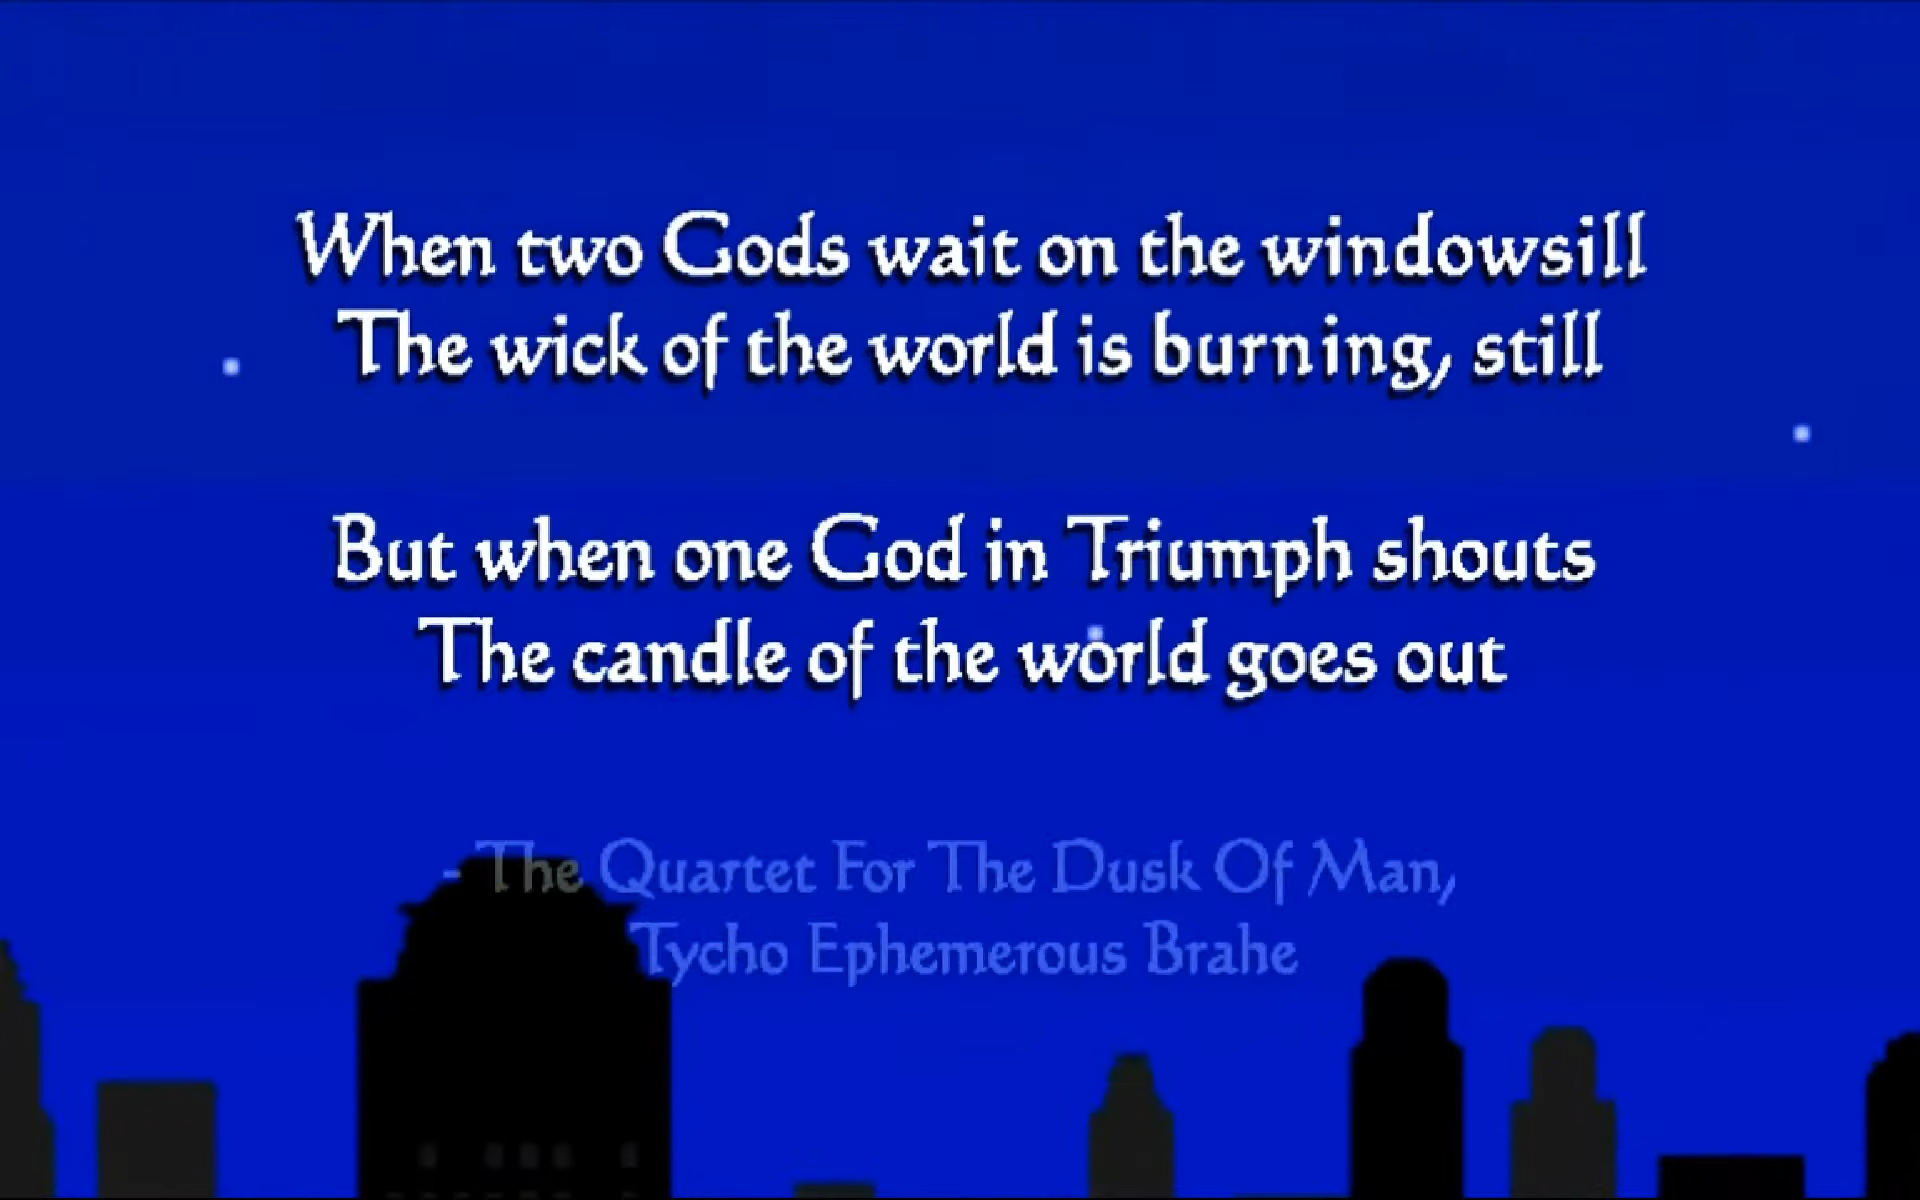 When two Gods wait on the windowsill
The wick of the world is burning, still
But when one God in Triumph shouts
The candle of the world goes out
- The Quartet For The Dusk Of Man,
Tycho Ephemerous Brahe